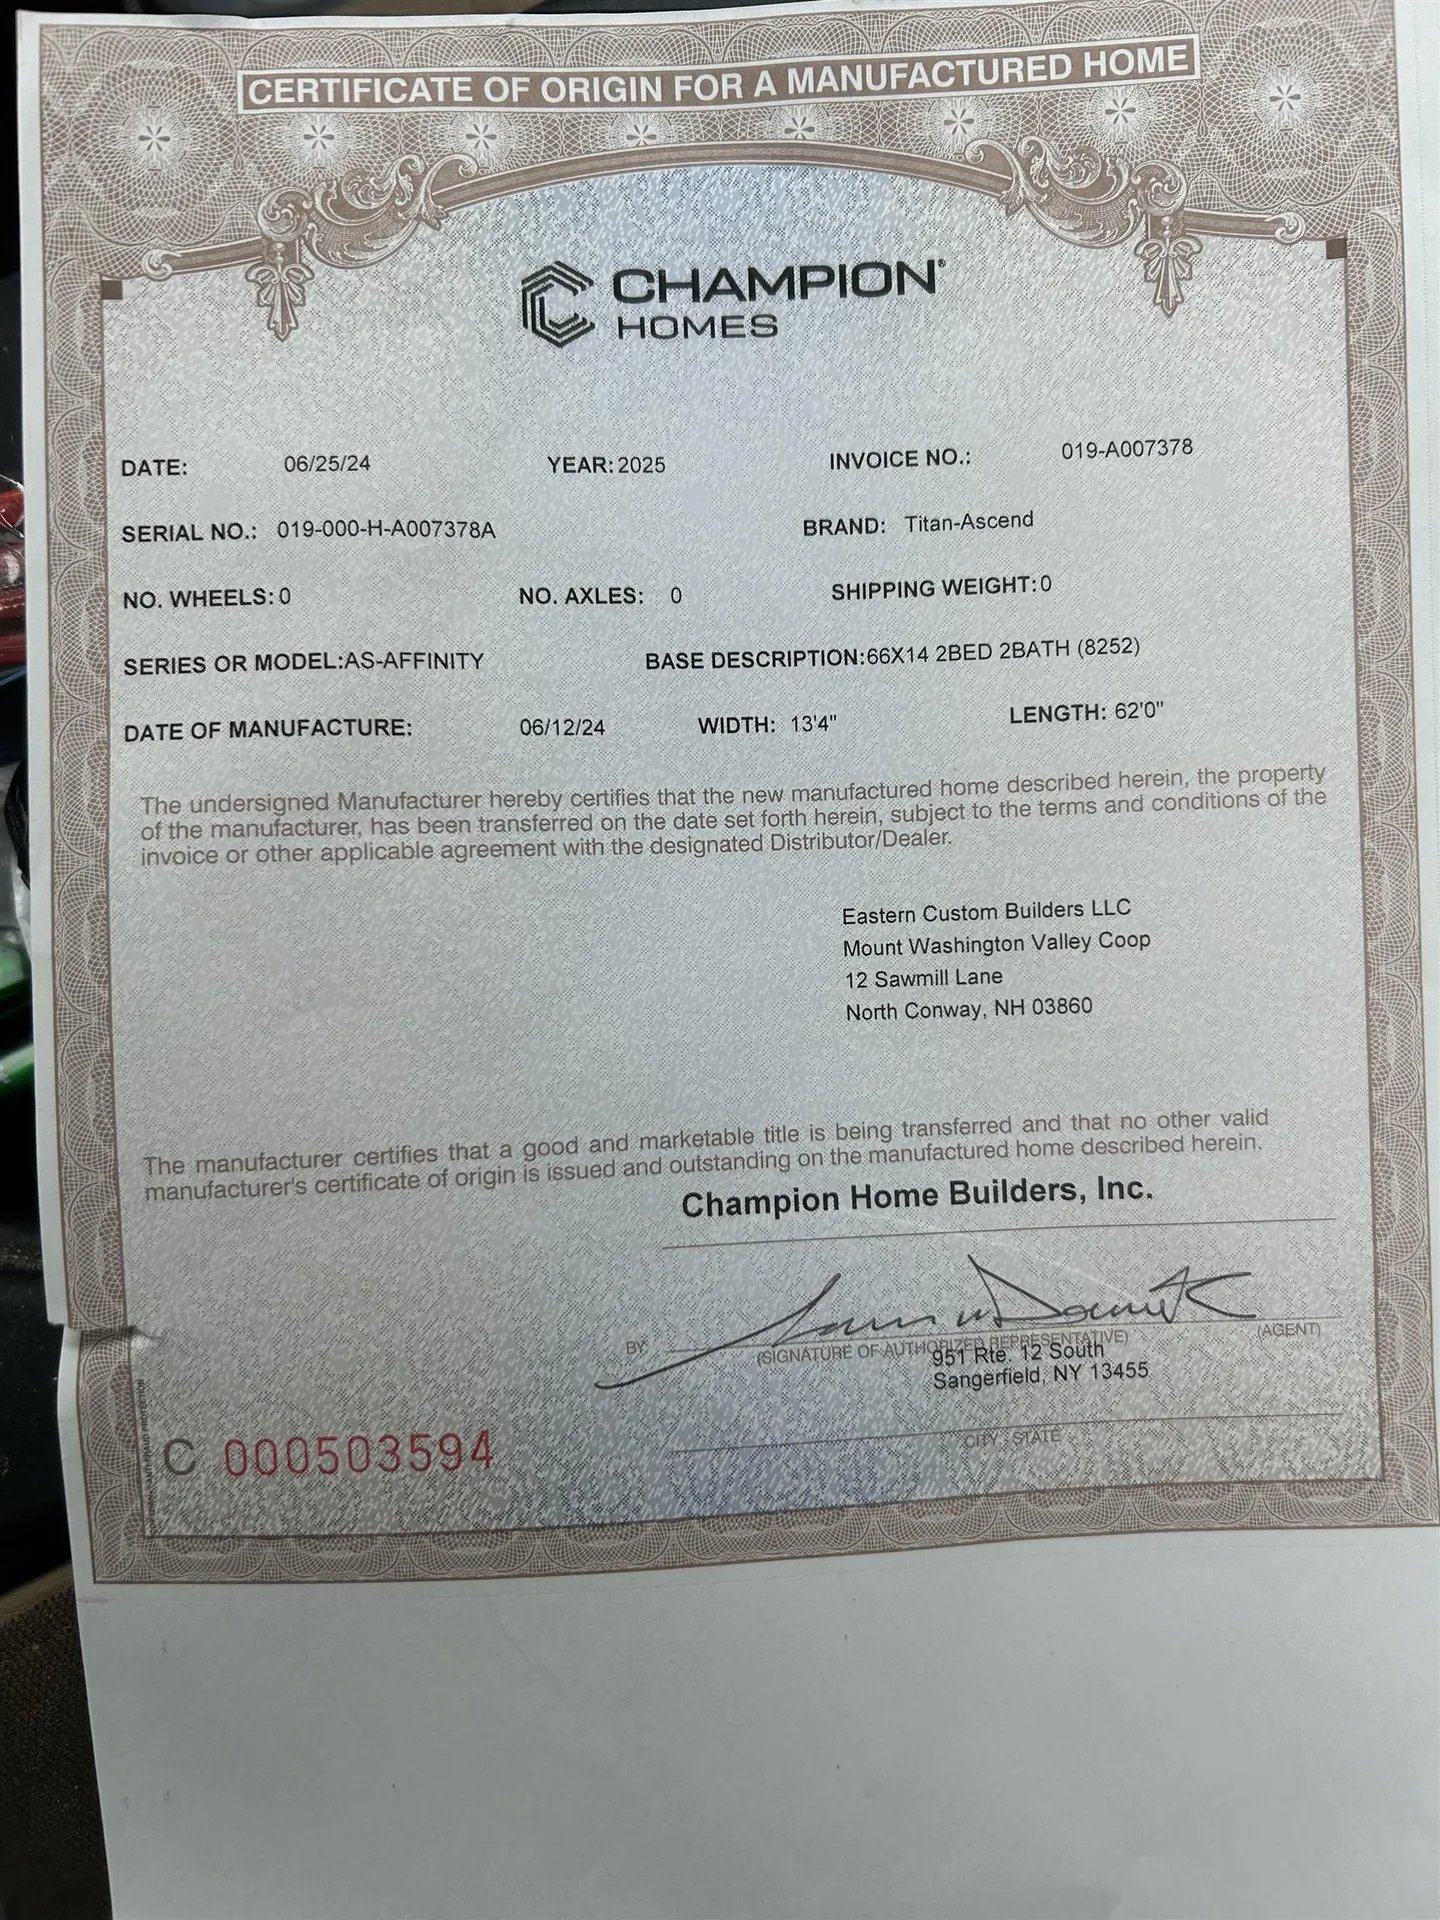 CERTIFICATE OF ORIGIN FOR A MANUFACTURED HOME
CHAMPION®
HOMES
DATE: 06/25/24 YEAR: 2025 INVOICE NO.: 019-A007378
SERIAL NO.: 019-000-H-A007378A BRAND: Titan-Ascend
NO. WHEELS: 0 NO. AXLES: 0 SHIPPING WEIGHT: 0
SERIES OR MODEL: AS-AFFINITY BASE DESCRIPTION: 66X14 2BED 2BATH (8252)
DATE OF MANUFACTURE: 06/12/24 WIDTH: 13'4" LENGTH: 62'0"
The undersigned Manufacturer hereby certifies that the new manufactured home described herein, the property
of the manufacturer, has been transferred on the date set forth herein, subject to the terms and conditions of the
invoice or other applicable agreement with the designated Distributor/Dealer.
Eastern Custom Builders LLC
Mount Washington Valley Coop
12 Sawmill Lane
North Conway, NH 03860
The manufacturer certifies that a good and marketable title is being transferred and that no other valid
manufacturer's certificate of origin is issued and outstanding on the manufactured home described herein.
Champion Home Builders, Inc.
BY:
(SIGNATURE OF AUTHORIZED REPRESENTATIVE) (AGENT)
951 Rte. 12 South
Sangerfield, NY 13455
CITY - STATE
C 000503594